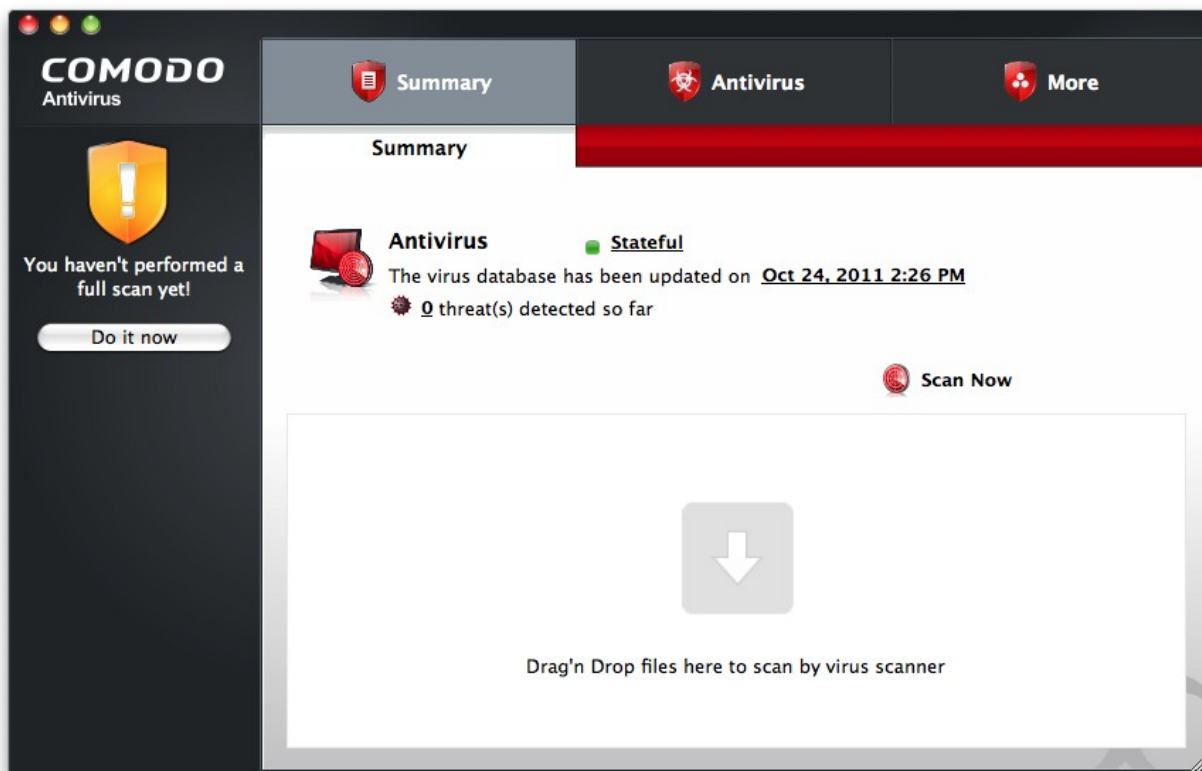 COMODO
Antivirus
Summary
Antivirus
More
Summary
You haven't performed a
full scan yet!
Do it now
Antivirus
Stateful
The virus database has been updated on Oct 24, 2011 2:26 PM
0 threat(s) detected so far
Scan Now
Drag'n Drop files here to scan by virus scanner